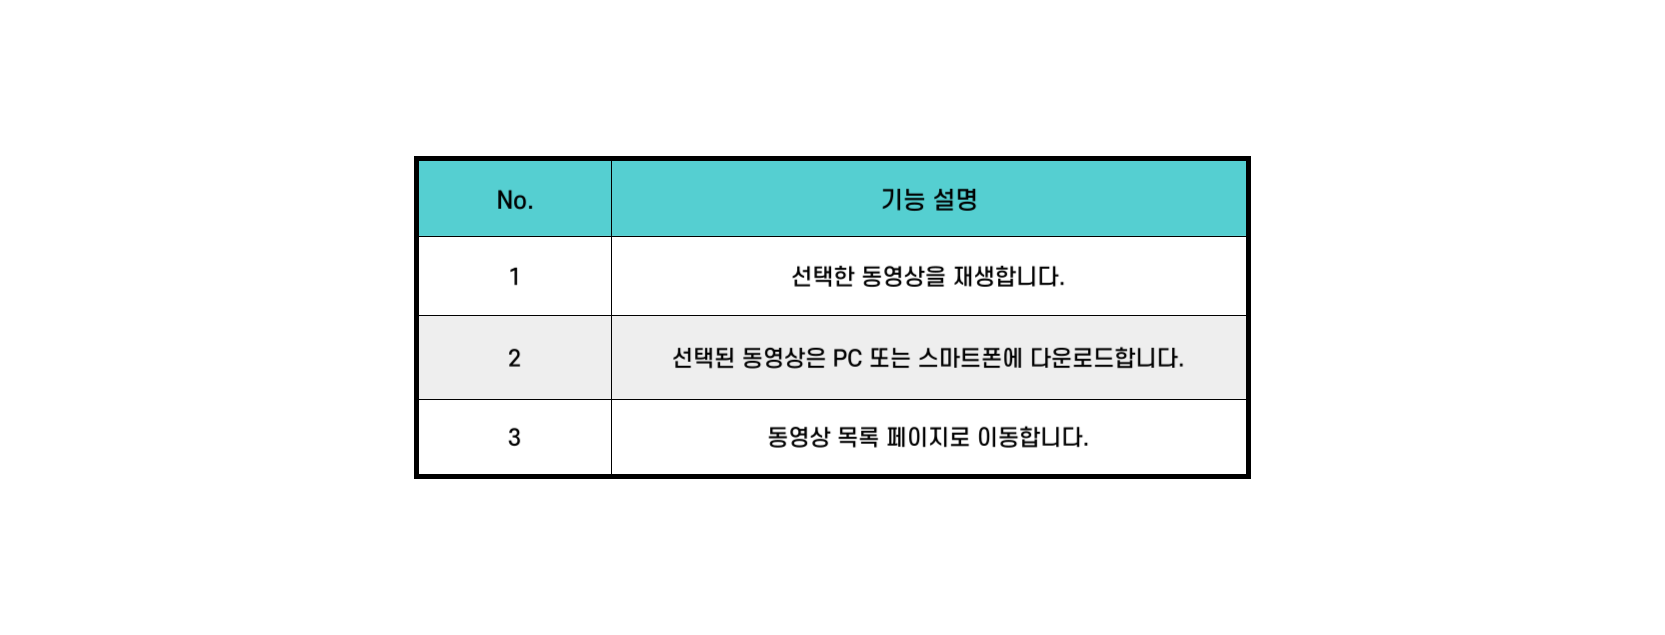 No. 기능 설명
1 선택한 동영상을 재생합니다.
2 선택된 동영상은 PC 또는 스마트폰에 다운로드합니다.
3 동영상 목록 페이지로 이동합니다.